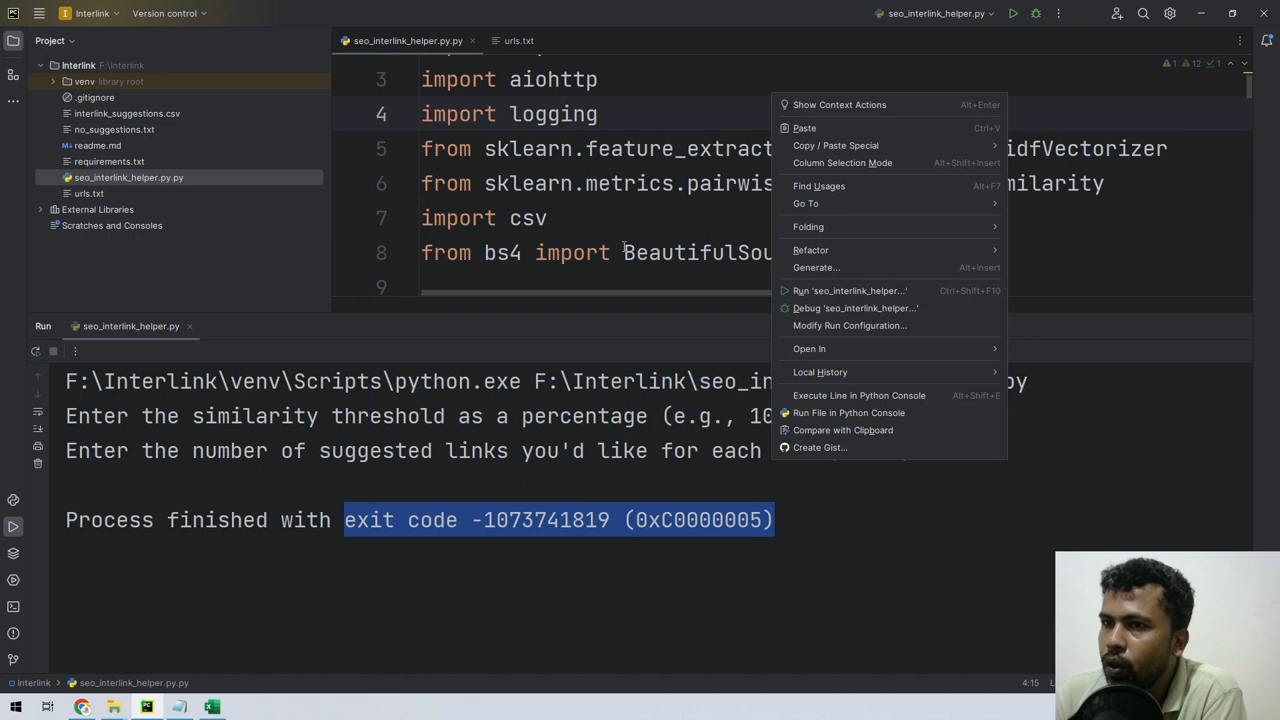 Interlink
Version control
seo_interlink_helper.py
Project
seo_interlink_helper.py.py
urls.txt
1
12
1
Interlink
venv library root
.gitignore
interlink_suggestions.csv
no_suggestions.txt
readme.md
requirements.txt
seo_interlink_helper.py.py
urls.txt
External Libraries
Scratches and Consoles
3 import aiohttp
4 import logging
5 from sklearn.feature_extract
idfVectorizer
6 from sklearn.metrics.pairwis
milarity
7 import csv
8 from bs4 import BeautifulSou
9
Show Context Actions Alt+Enter
Paste Ctrl+V
Copy / Paste Special
Column Selection Mode Alt+Shift+Insert
Find Usages Alt+F7
Go To
Folding
Refactor
Generate... Alt+Insert
Run 'seo_interlink_helper...' Ctrl+Shift+F10
Debug 'seo_interlink_helper...'
Modify Run Configuration...
Open In
Local History
Execute Line in Python Console Alt+Shift+E
Run File in Python Console
Compare with Clipboard
Create Gist...
Run
seo_interlink_helper.py
F:\Interlink\venv\Scripts\python.exe F:\Interlink\seo_in
py
Enter the similarity threshold as a percentage (e.g., 10
Enter the number of suggested links you'd like for each
Process finished with exit code -1073741819 (0xC0000005)
Interlink
seo_interlink_helper.py.py
4:15